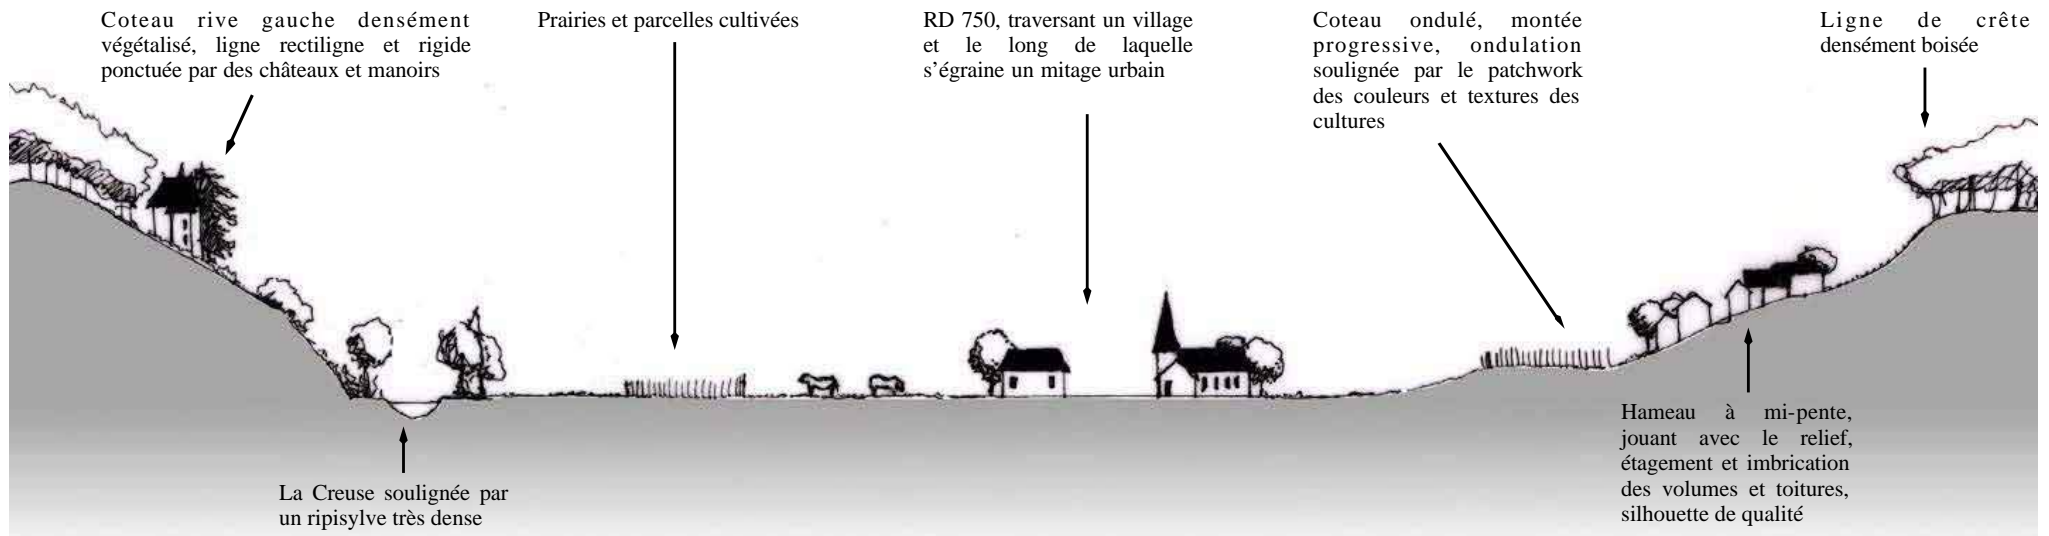 Coteau rive gauche densément
végétalisé, ligne rectiligne et rigide
ponctuée par des châteaux et manoirs
Prairies et parcelles cultivées
RD 750, traversant un village
et le long de laquelle
s’égraine un mitage urbain
Coteau ondulé, montée
progressive, ondulation
soulignée par le patchwork
des couleurs et textures des
cultures
Ligne de crête
densément boisée
La Creuse soulignée par
un ripisylve très dense
Hameau à mi-pente,
jouant avec le relief,
étagement et imbrication
des volumes et toitures,
silhouette de qualité